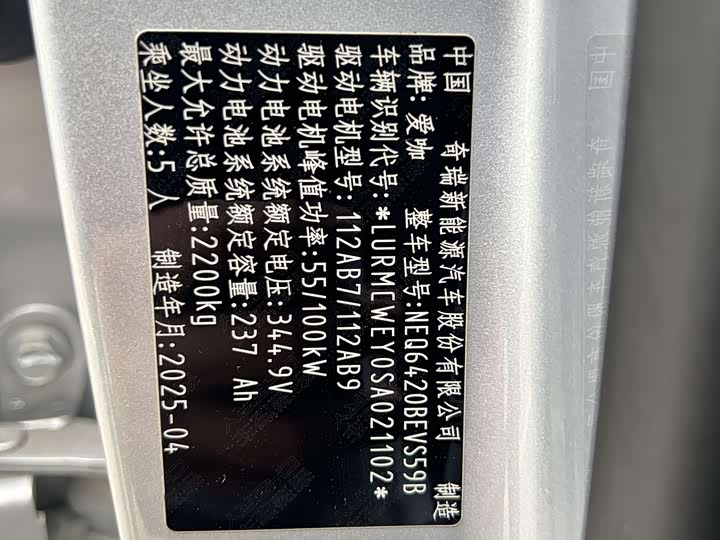 中国 奇瑞新能源汽车股份有限公司 制造
品牌: 爱咖 整车型号:NEQ6420BEVS59B
车辆识别代号:*LURMCWEY0SA021102*
驱动电机型号: 112AB7/112AB9
驱动电机峰值功率:55/100kW
动力电池系统额定电压:344.9V
动力电池系统额定容量:237 Ah
最大允许总质量:2200kg
乘坐人数:5 人 制造年月:2025-04